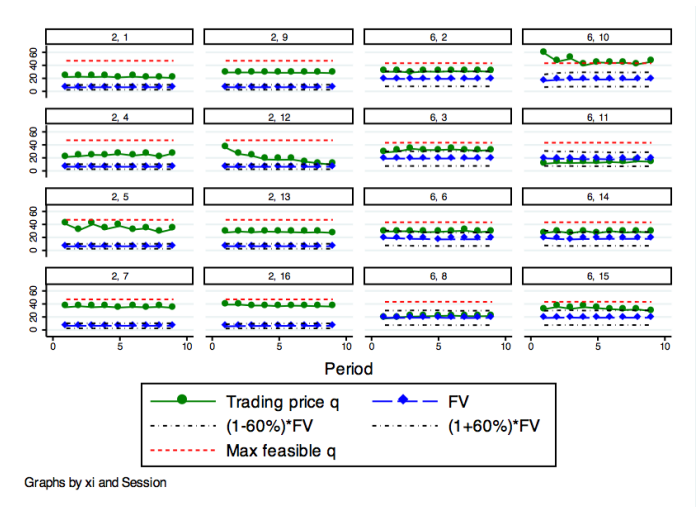 2, 1 2, 9 6, 2 6, 10
0 20 40 60
2, 4 2, 12 6, 3 6, 11
0 20 40 60
2, 5 2, 13 6, 6 6, 14
0 20 40 60
2, 7 2, 16 6, 8 6, 15
0 20 40 60
0 5 10 0 5 10 0 5 10 0 5 10
Period
Trading price q FV
(1-60%)*FV (1+60%)*FV
Max feasible q
Graphs by xi and Session